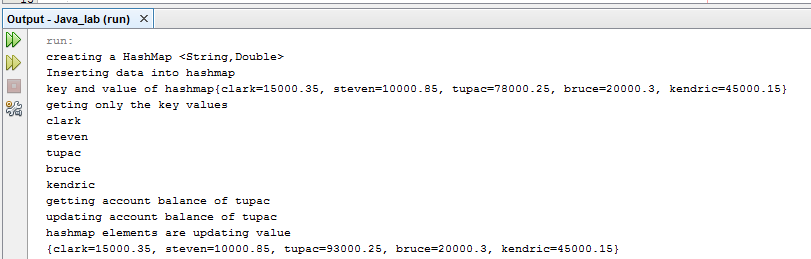 Output - Java_lab (run)
run:
creating a HashMap <String,Double>
Inserting data into hashmap
key and value of hashmap{clark=15000.35, steven=10000.85, tupac=78000.25, bruce=20000.3, kendric=45000.15}
geting only the key values
clark
steven
tupac
bruce
kendric
getting account balance of tupac
updating account balance of tupac
hashmap elements are updating value
{clark=15000.35, steven=10000.85, tupac=93000.25, bruce=20000.3, kendric=45000.15}